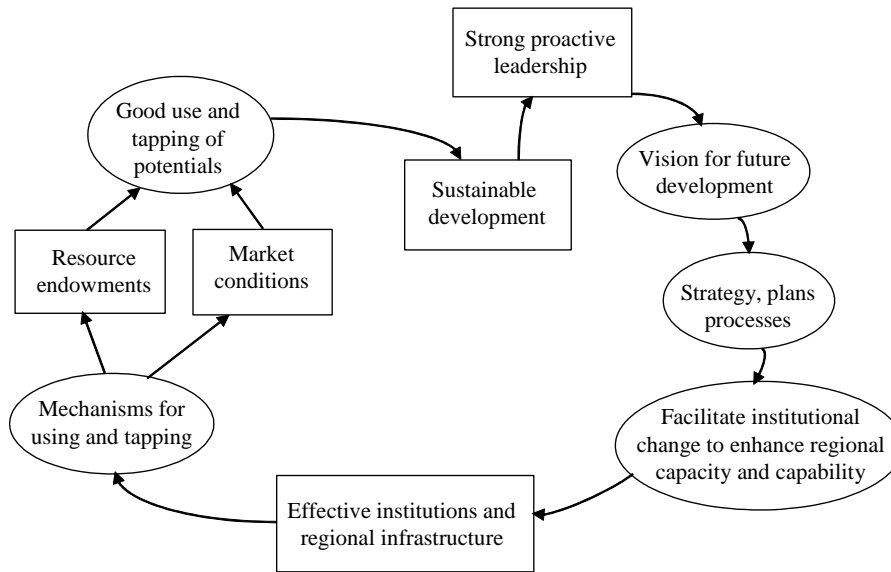 Strong proactive
leadership
Good use and
tapping of
potentials
Vision for future
development
Sustainable
development
Resource
endowments
Market
conditions
Strategy, plans
processes
Mechanisms for
using and tapping
Facilitate institutional
change to enhance regional
capacity and capability
Effective institutions and
regional infrastructure